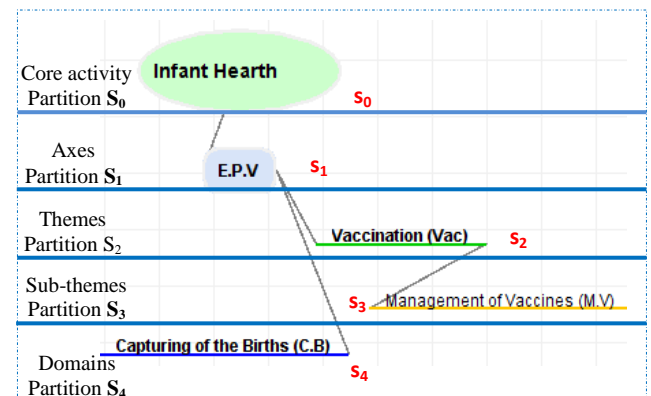 Core activity
Partition S₀
Infant Hearth
S₀
Axes
Partition S₁
E.P.V
S₁
Themes
Partition S₂
Vaccination (Vac)
S₂
Sub-themes
Partition S₃
S₃
Management of Vaccines (M.V)
Capturing of the Births (C.B)
Domains
Partition S₄
S₄